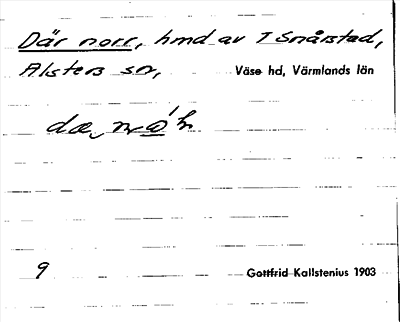 Där norr, hmd av T Snårstad,
Alsters sn, Väse hd, Värmlands län
9 Gottfrid Kallstenius 1903